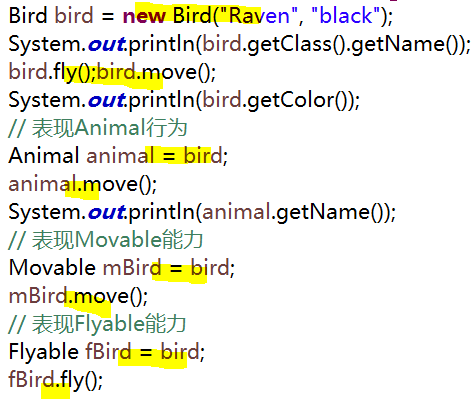 Bird bird = new Bird("Raven", "black");
System.out.println(bird.getClass().getName());
bird.fly();bird.move();
System.out.println(bird.getColor());
// 表现Animal行为
Animal animal = bird;
animal.move();
System.out.println(animal.getName());
// 表现Movable能力
Movable mBird = bird;
mBird.move();
// 表现Flyable能力
Flyable fBird = bird;
fBird.fly();